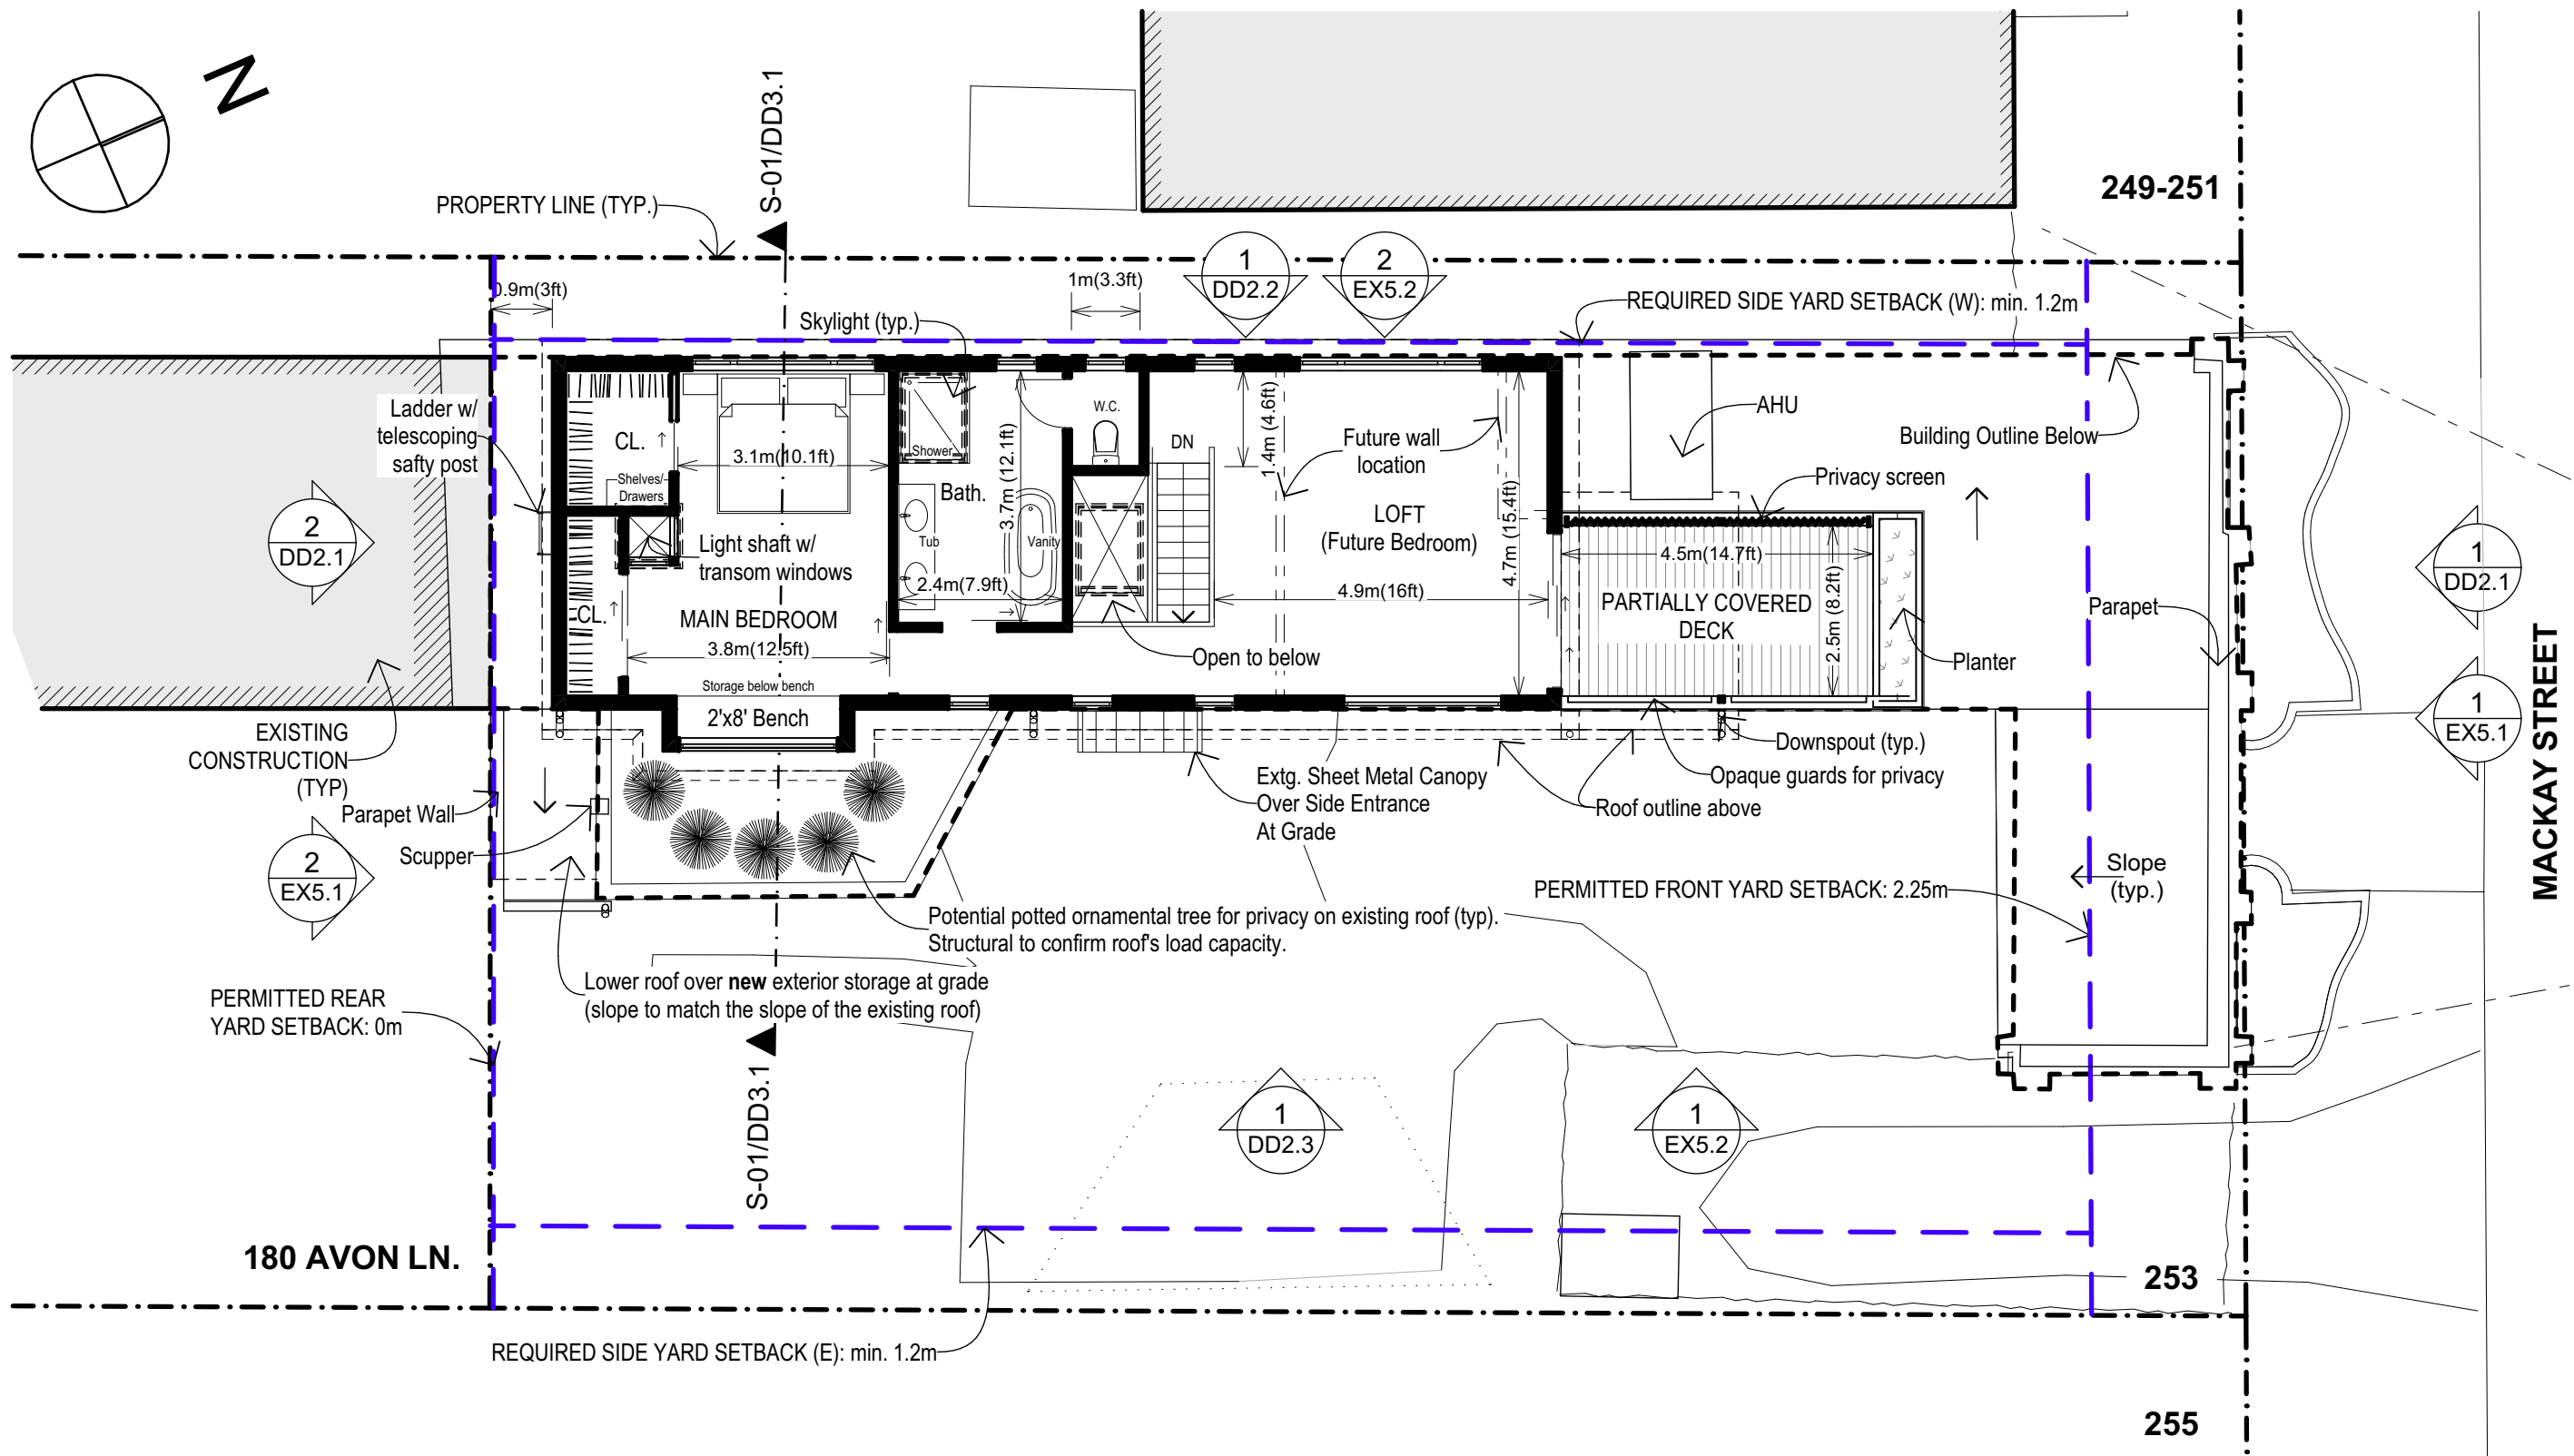 N
S-01/DD3.1
249-251
PROPERTY LINE (TYP.)
1
DD2.2
2
EX5.2
0.9m(3ft)
1m(3.3ft)
REQUIRED SIDE YARD SETBACK (W): min. 1.2m
Skylight (typ.)
Ladder w/
telescoping
safty post
CL.
Shelves/
Drawers
3.1m(10.1ft)
Shower
Bath.
3.7m (12.1ft)
W.C.
DN
1.4m (4.6ft)
Future wall
location
AHU
Building Outline Below
Privacy screen
2
DD2.1
Light shaft w/
transom windows
Tub
Vanity
2.4m(7.9ft)
LOFT
(Future Bedroom)
4.7m (15.4ft)
4.9m(16ft)
4.5m(14.7ft)
PARTIALLY COVERED
DECK
2.5m (8.2ft)
1
DD2.1
Parapet
CL.
MAIN BEDROOM
3.8m(12.5ft)
Open to below
Planter
Storage below bench
2'x8' Bench
1
EX5.1
MACKAY STREET
EXISTING
CONSTRUCTION
(TYP)
Parapet Wall
Scupper
2
EX5.1
Extg. Sheet Metal Canopy
Over Side Entrance
At Grade
Downspout (typ.)
Opaque guards for privacy
Roof outline above
Slope
(typ.)
PERMITTED FRONT YARD SETBACK: 2.25m
Potential potted ornamental tree for privacy on existing roof (typ).
Structural to confirm roof's load capacity.
Lower roof over new exterior storage at grade
(slope to match the slope of the existing roof)
PERMITTED REAR
YARD SETBACK: 0m
S-01/DD3.1
1
DD2.3
1
EX5.2
180 AVON LN.
253
REQUIRED SIDE YARD SETBACK (E): min. 1.2m
255